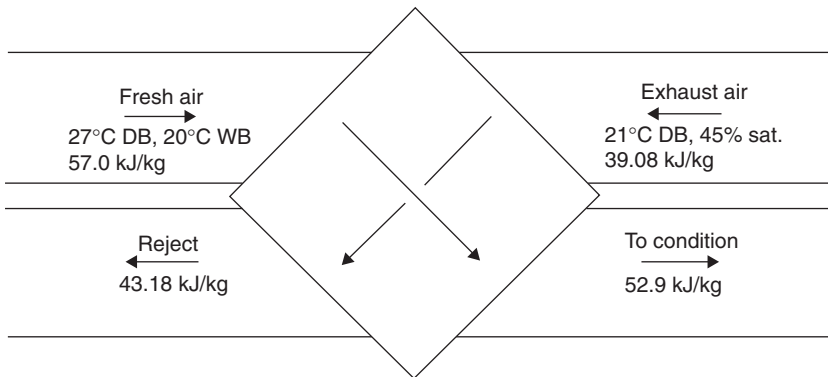 Fresh air
27°C DB, 20°C WB
57.0 kJ/kg
Exhaust air
21°C DB, 45% sat.
39.08 kJ/kg
Reject
43.18 kJ/kg
To condition
52.9 kJ/kg